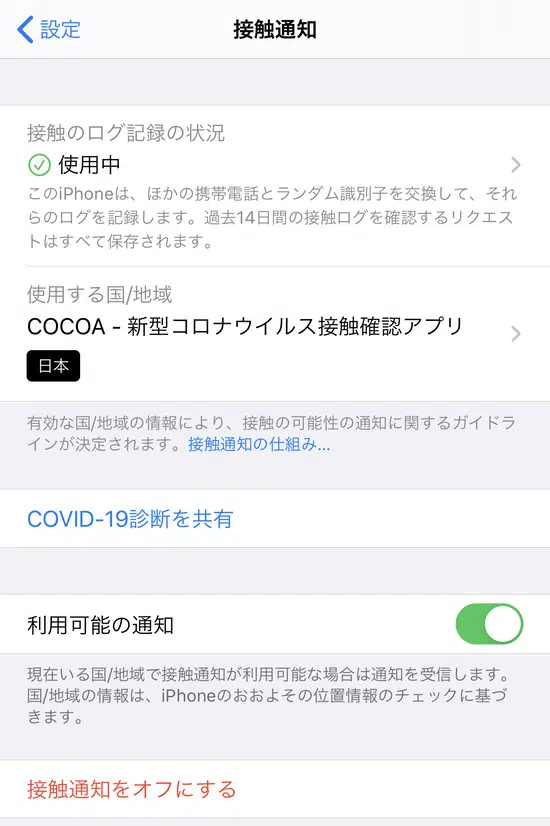 設定
接触通知
接触のログ記録の状況
使用中
このiPhoneは、ほかの携帯電話とランダム識別子を交換して、それ
らのログを記録します。過去14日間の接触ログを確認するリクエス
トはすべて保存されます。
使用する国/地域
COCOA - 新型コロナウイルス接触確認アプリ
日本
有効な国/地域の情報により、接触の可能性の通知に関するガイドラ
インが決定されます。接触通知の仕組み...
COVID-19診断を共有
利用可能の通知
現在いる国/地域で接触通知が利用可能な場合は通知を受信します。
国/地域の情報は、iPhoneのおおよその位置情報のチェックに基づ
きます。
接触通知をオフにする